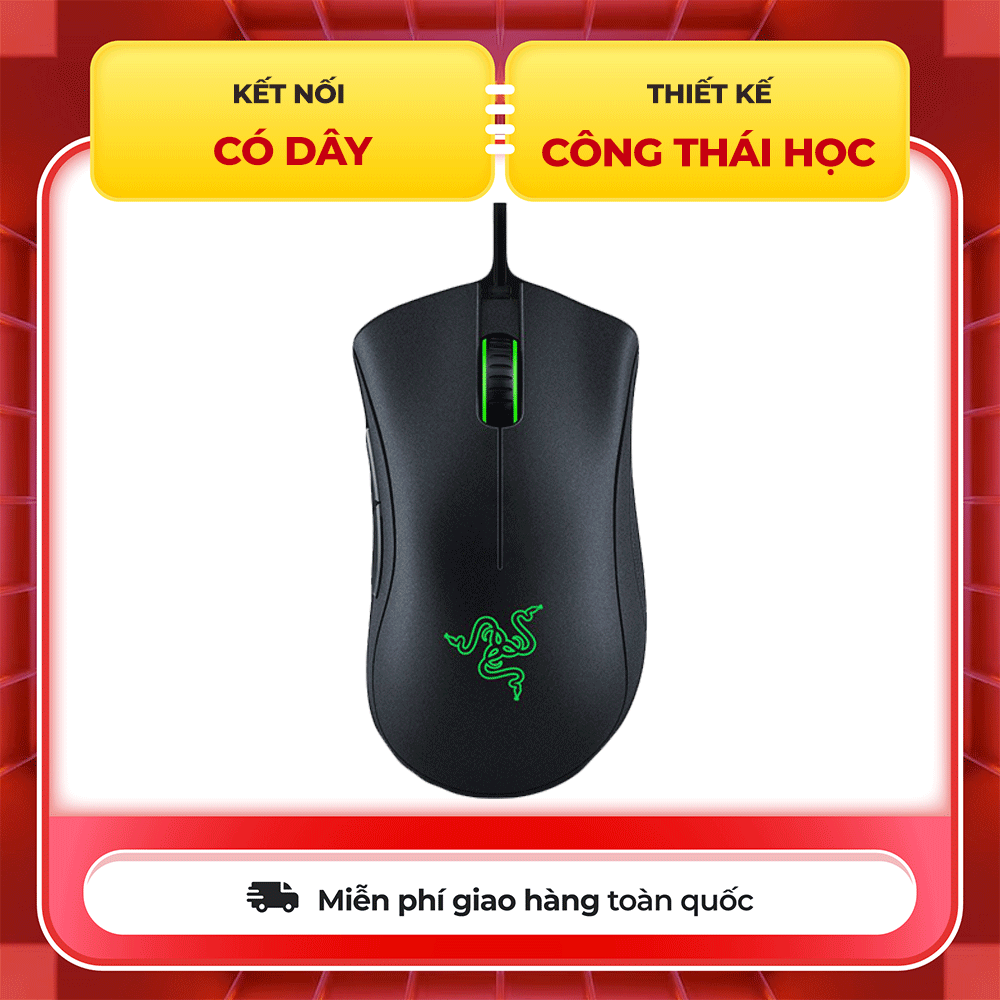 KẾT NỐI
CÓ DÂY
THIẾT KẾ
CÔNG THÁI HỌC
Miễn phí giao hàng toàn quốc